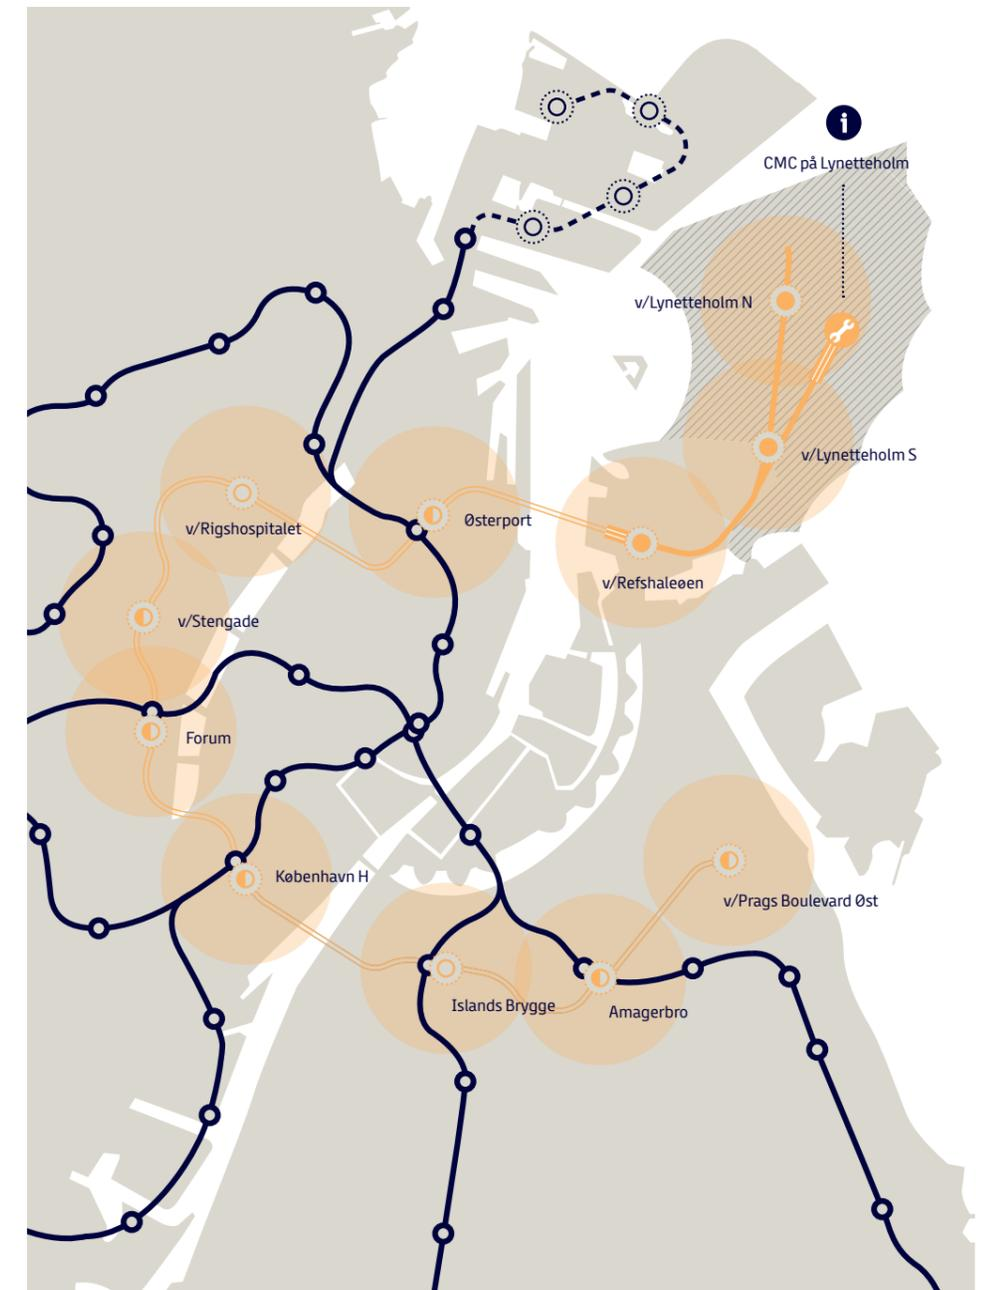 i
CMC på Lynetteholm
v/Lynetteholm N
v/Lynetteholm S
Østerport
v/Rigshospitalet
v/Refshaleøen
v/Stengade
Forum
København H
v/Prags Boulevard Øst
Islands Brygge
Amagerbro